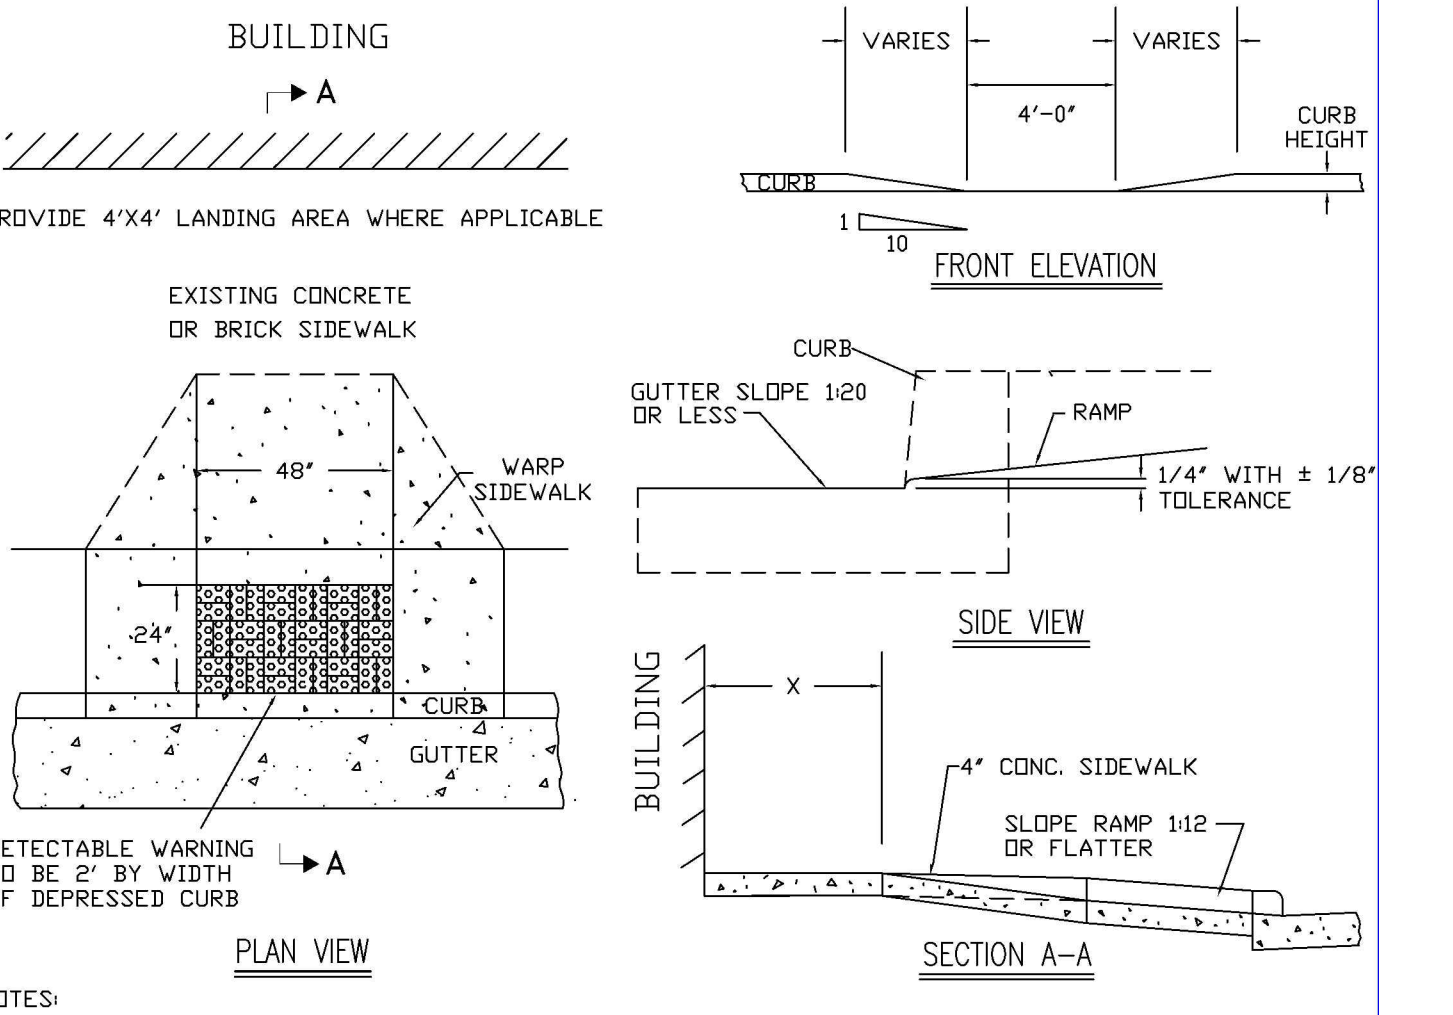 BUILDING
A
ROVIDE 4'X4' LANDING AREA WHERE APPLICABLE
EXISTING CONCRETE
OR BRICK SIDEWALK
48"
WARP
SIDEWALK
24"
CURB
GUTTER
ETECTABLE WARNING
O BE 2' BY WIDTH
F DEPRESSED CURB
A
PLAN VIEW
OTES:
VARIES
VARIES
4'-0"
CURB
HEIGHT
CURB
1
10
FRONT ELEVATION
CURB
GUTTER SLOPE 1:20
OR LESS
RAMP
1/4" WITH ± 1/8"
TOLERANCE
SIDE VIEW
BUILDING
X
4" CONC. SIDEWALK
SLOPE RAMP 1:12
OR FLATTER
SECTION A-A